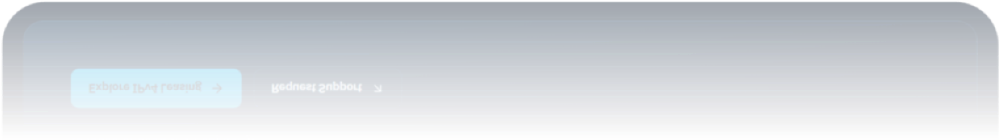 Explore IPv4 Leasing →
Request Support ↗